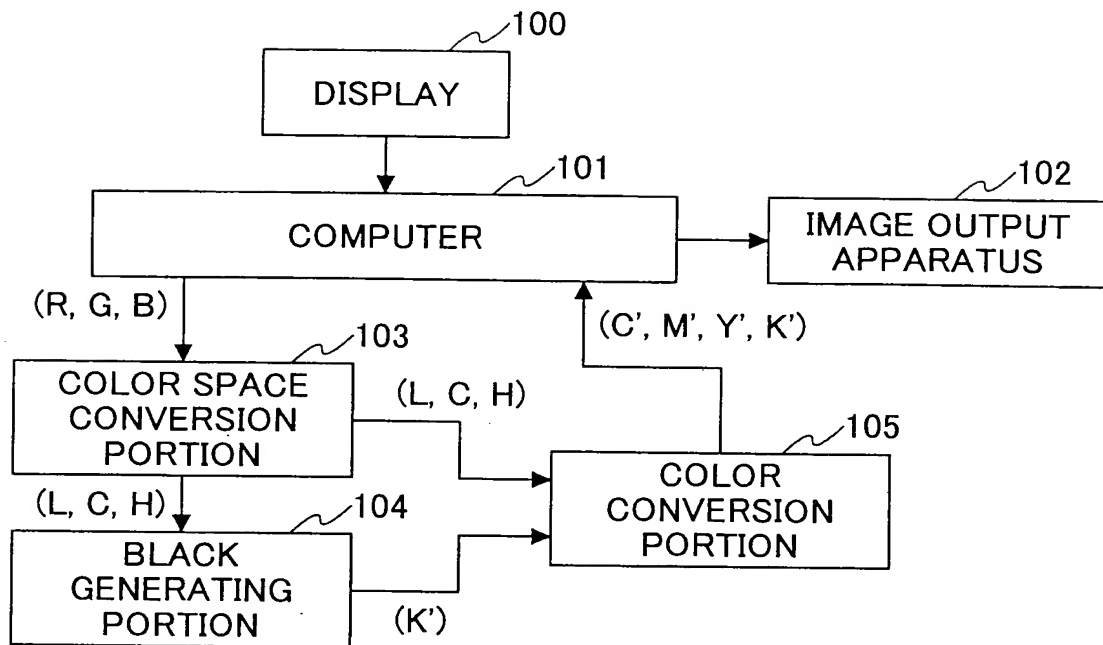 100
DISPLAY
101
COMPUTER
102
IMAGE OUTPUT
APPARATUS
(R, G, B)
(C', M', Y', K')
103
COLOR SPACE
CONVERSION
PORTION
(L, C, H)
105
COLOR
CONVERSION
PORTION
(L, C, H)
104
BLACK
GENERATING
PORTION
(K')